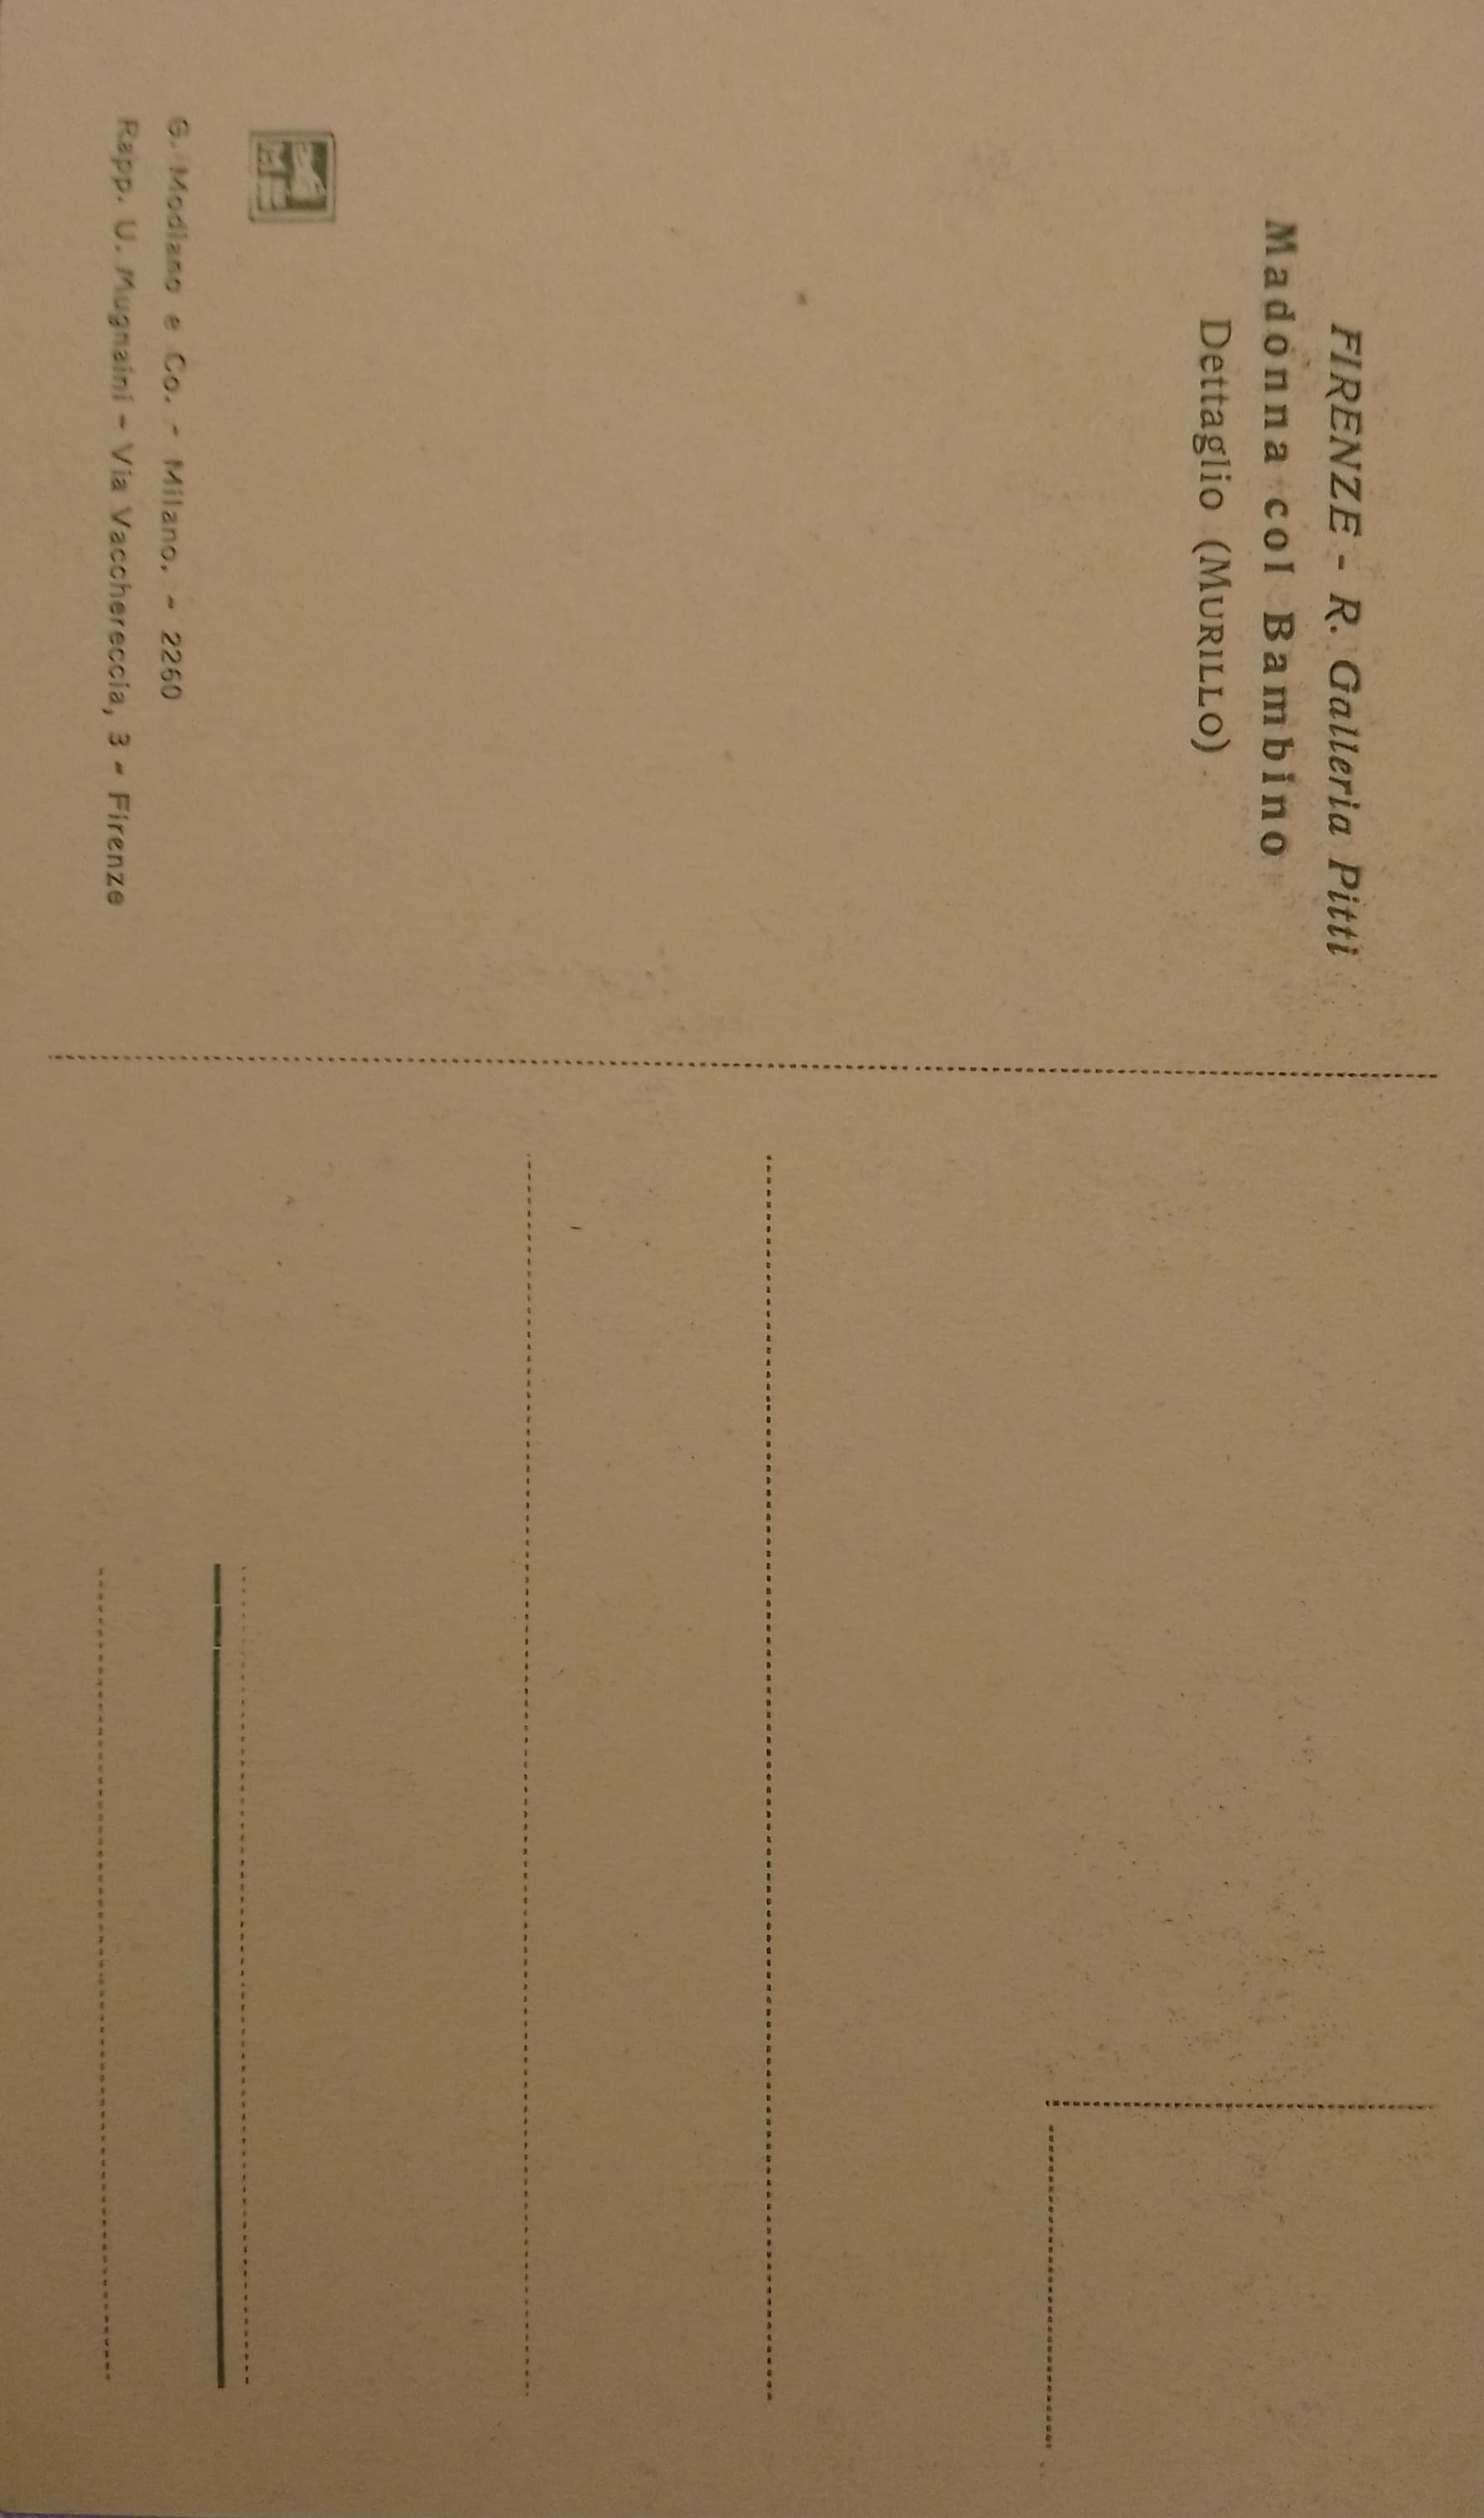 FIRENZE - R. Galleria Pitti
Madonna col Bambino
Dettaglio (MURILLO)
G. Modiano e Co. - Milano. - 2260
Rapp. U. Mugnaini - Via Vacchereccia, 3 - Firenze